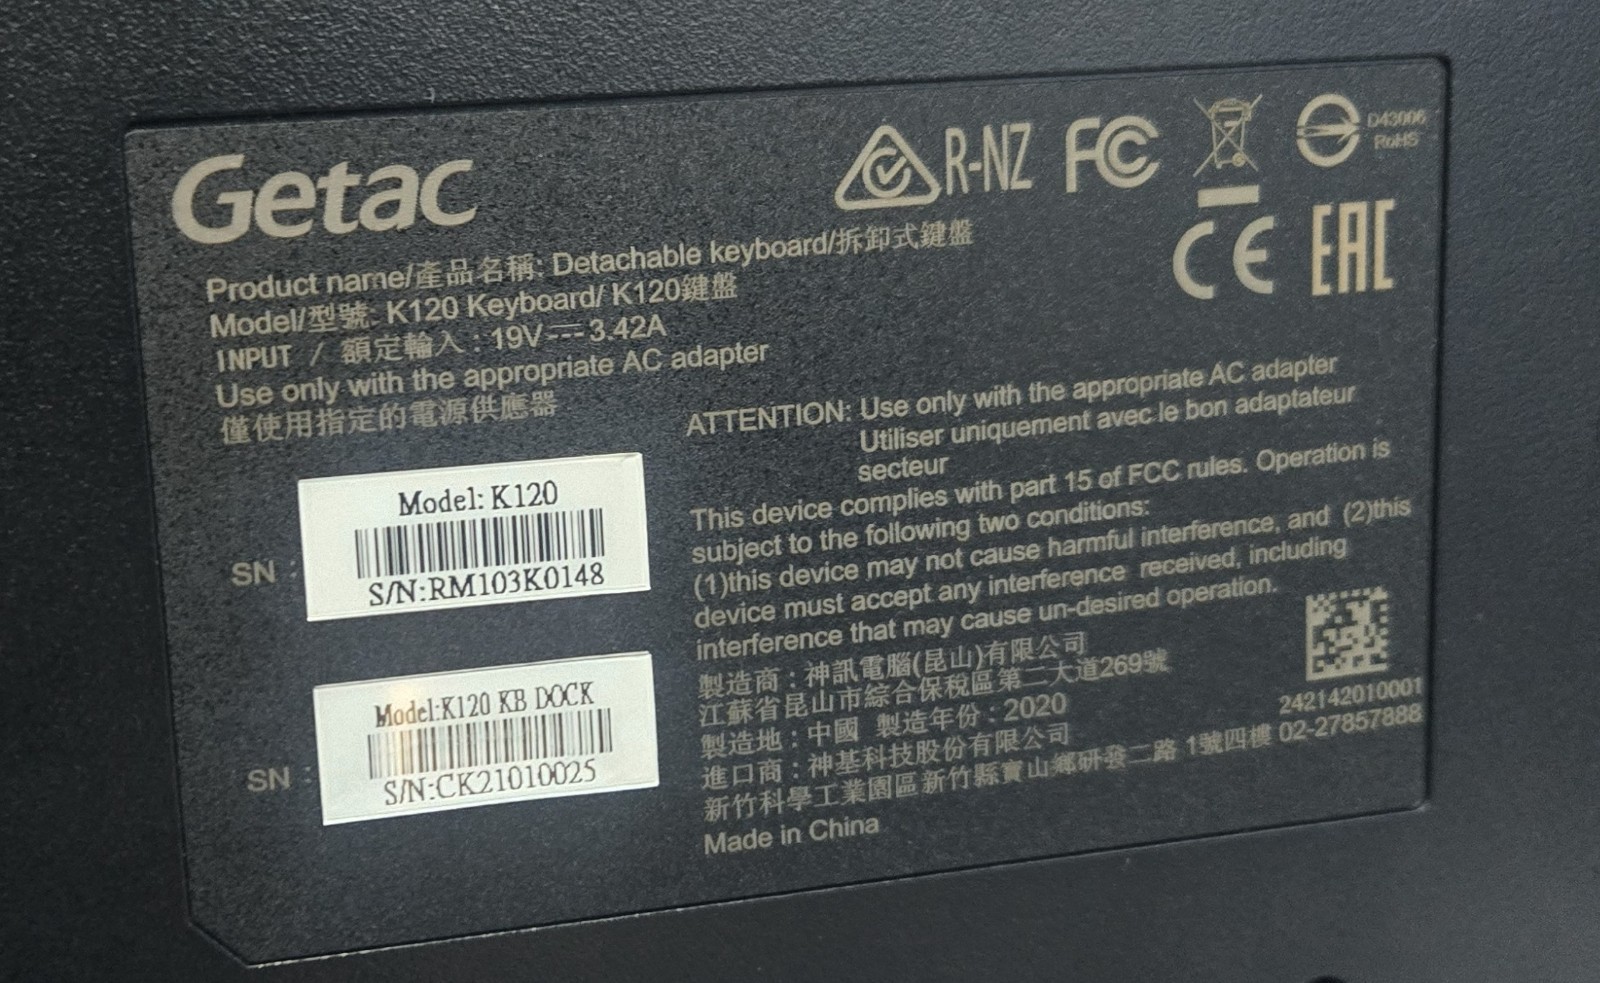 Getac
R-NZ
FC
D43006
RoHS
CE
EAC
Product name/產品名稱: Detachable keyboard/拆卸式鍵盤
Model/型號: K120 Keyboard/ K120鍵盤
INPUT / 額定輸入 : 19V⎓3.42A
Use only with the appropriate AC adapter
僅使用指定的電源供應器
SN :
Model: K120
S/N:RM103K0148
SN :
Model:K120 KB DOCK
S/N:CK21010025
ATTENTION: Use only with the appropriate AC adapter
Utiliser uniquement avec le bon adaptateur
secteur
This device complies with part 15 of FCC rules. Operation is
subject to the following two conditions:
(1)this device may not cause harmful interference, and (2)this
device must accept any interference received, including
interference that may cause un-desired operation.
製造商 : 神訊電腦(昆山)有限公司
江蘇省昆山市綜合保稅區第二大道269號
製造地 : 中國 製造年份 : 2020
進口商 : 神基科技股份有限公司
新竹科學工業園區新竹縣寶山鄉研發二路 1號四樓 02-27857888
Made in China
242142010001